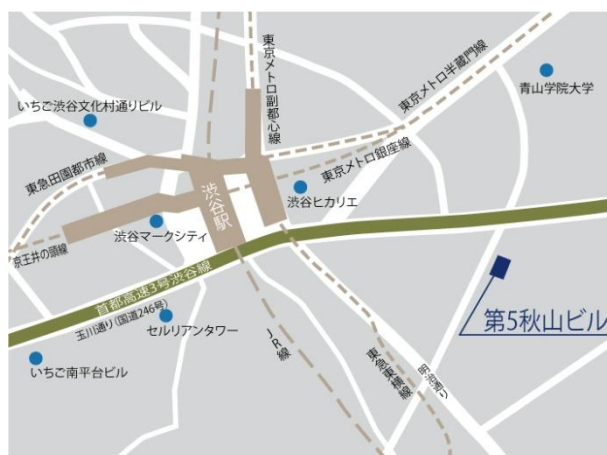 東京メトロ副都心線
東京メトロ半蔵門線
青山学院大学
いちご渋谷文化村通りビル
東急田園都市線
東京メトロ銀座線
渋谷駅
渋谷ヒカリエ
渋谷マークシティ
京王井の頭線
首都高速3号渋谷線
玉川通り(国道246号)
セルリアンタワー
第5秋山ビル
JR線
東急東横線
明治通り
いちご南平台ビル